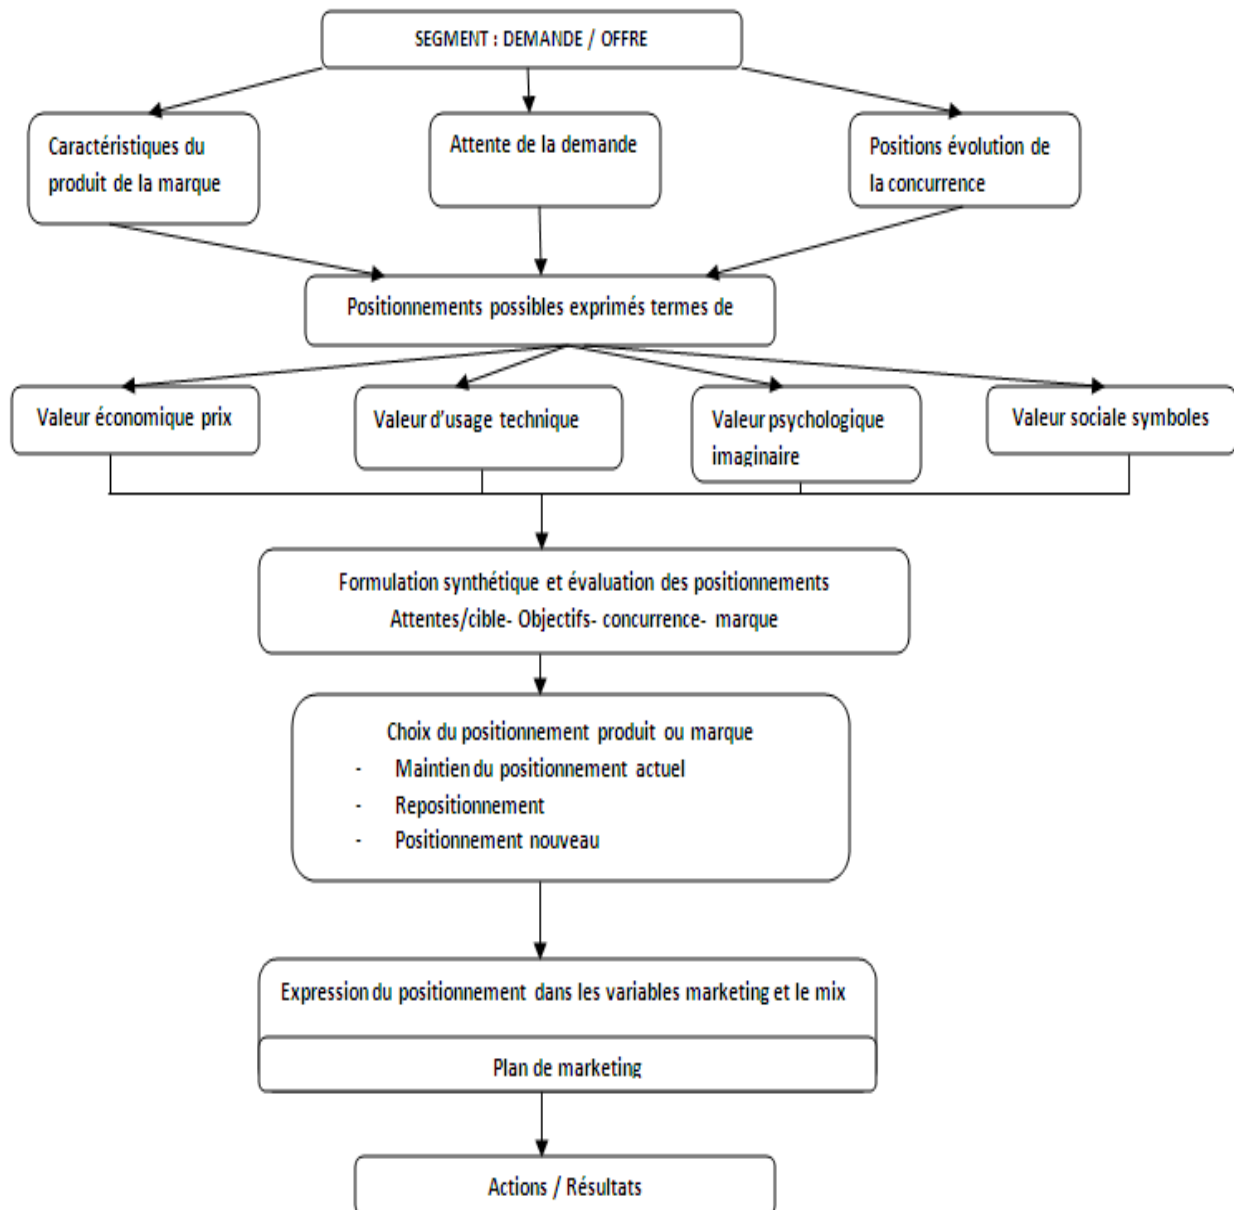 SEGMENT : DEMANDE / OFFRE
Caractéristiques du
produit de la marque
Attente de la demande
Positions évolution de
la concurrence
Positionnements possibles exprimés termes de
Valeur économique prix
Valeur d'usage technique
Valeur psychologique
imaginaire
Valeur sociale symboles
Formulation synthétique et évaluation des positionnements
Attentes/cible- Objectifs- concurrence- marque
Choix du positionnement produit ou marque
- Maintien du positionnement actuel
- Repositionnement
- Positionnement nouveau
Expression du positionnement dans les variables marketing et le mix
Plan de marketing
Actions / Résultats